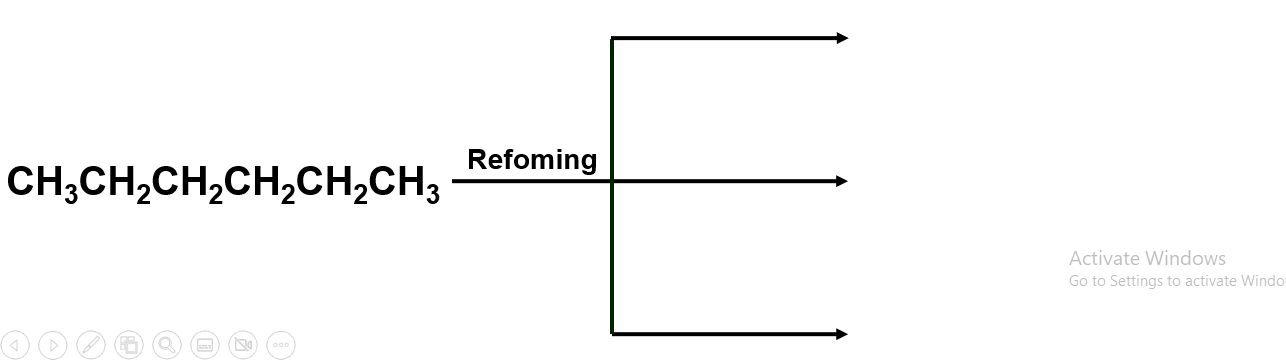 Refoming
CH₃CH₂CH₂CH₂CH₂CH₃
Activate Windows
Go to Settings to activate Windo